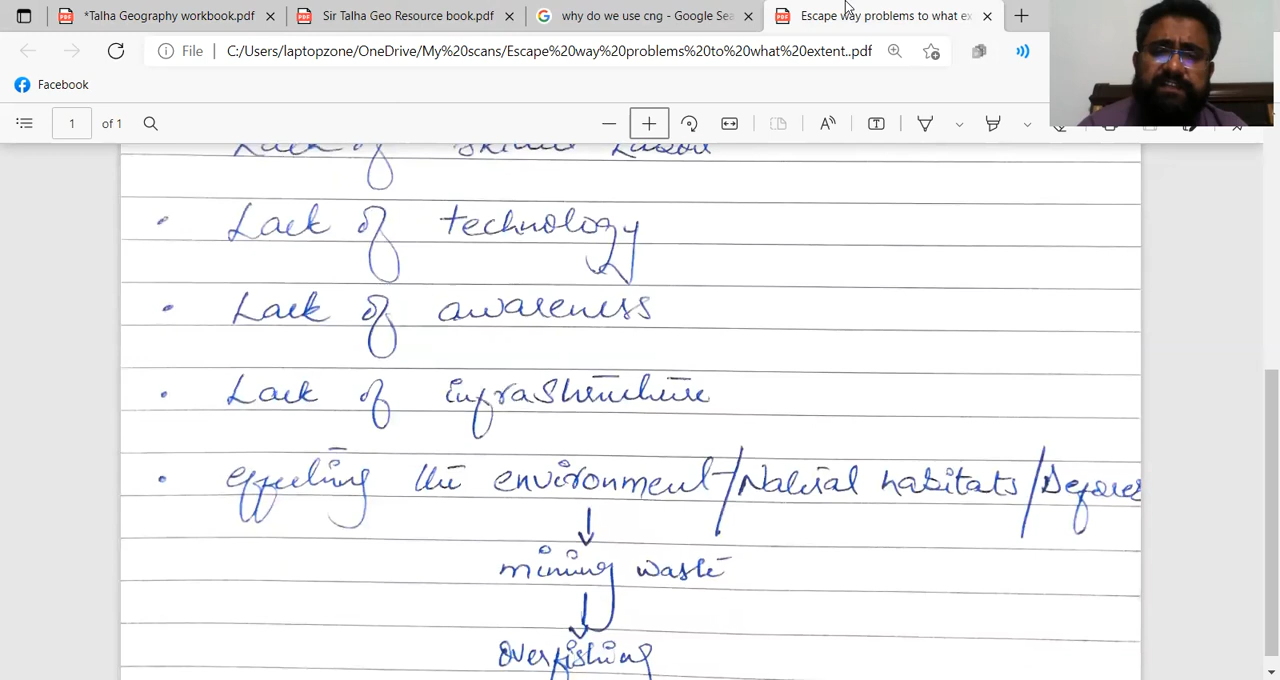 *Talha Geography workbook.pdf
Sir Talha Geo Resource book.pdf
why do we use cng - Google Sea
Escape way problems to what ex
File
C:/Users/laptopzone/OneDrive/My%20scans/Escape%20way%20problems%20to%20what%20extent..pdf
Facebook
1 of 1
Lack of
• Lack of technology
• Lack of awareness
• Lack of infrastructure
• effecting the environment/Natural habitats/Defores
mining waste
overfishing